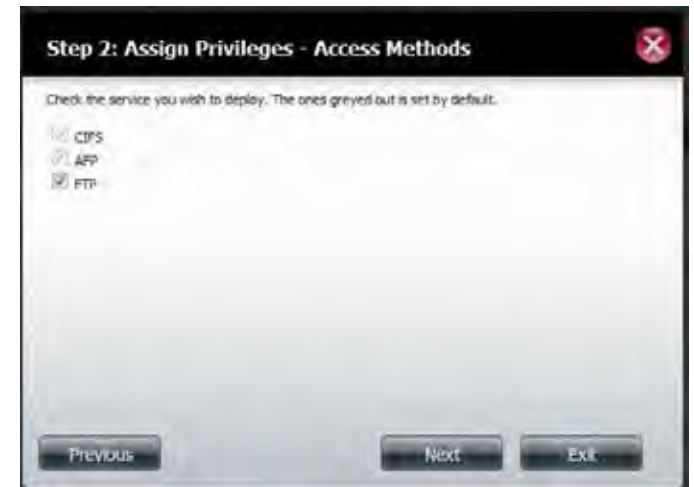 Step 2: Assign Privileges - Access Methods
Check the service you wish to deploy. The ones greyed out is set by default.
CIFS
AFP
FTP
Previous
Next
Exit